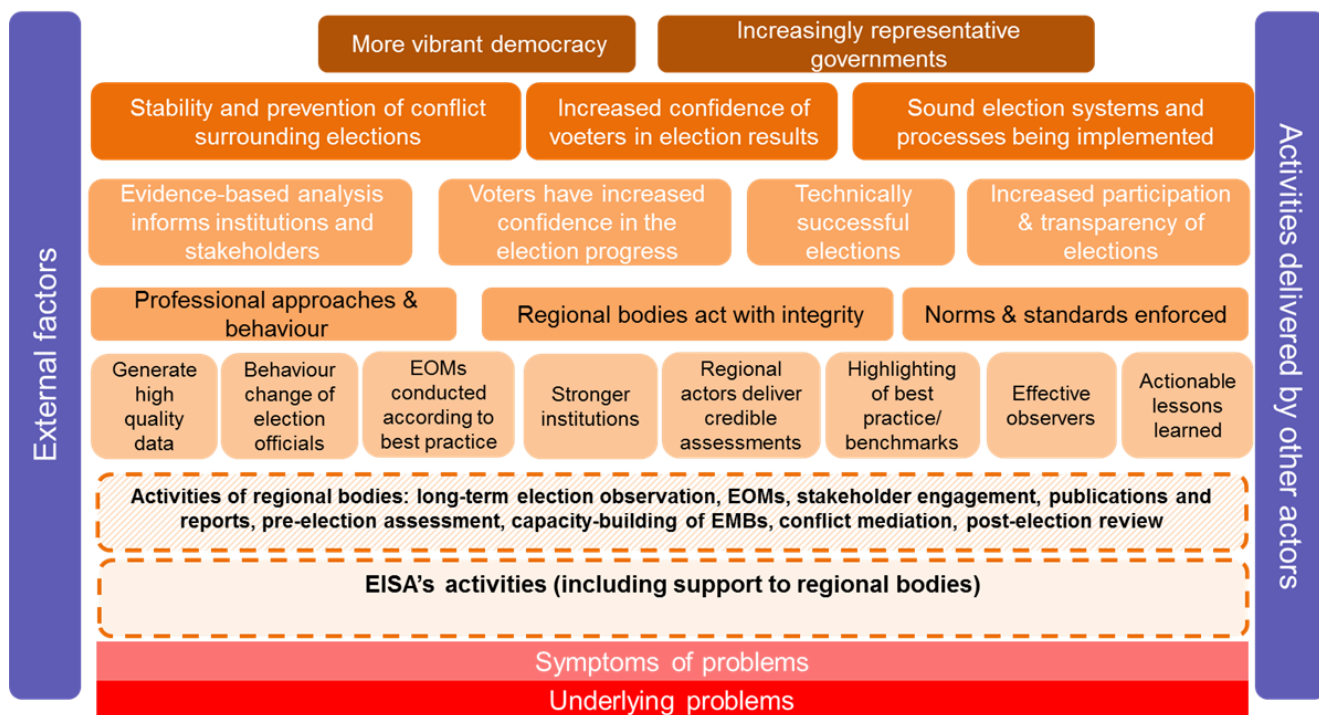 More vibrant democracy
Increasingly representative
governments
Stability and prevention of conflict
surrounding elections
Increased confidence of
voeters in election results
Sound election systems and
processes being implemented
Evidence-based analysis
informs institutions and
stakeholders
Voters have increased
confidence in the
election progress
Technically
successful
elections
Increased participation
& transparency of
elections
Professional approaches &
behaviour
Regional bodies act with integrity
Norms & standards enforced
Generate
high
quality
data
Behaviour
change of
election
officials
EOMs
conducted
according to
best practice
Stronger
institutions
Regional
actors deliver
credible
assessments
Highlighting
of best
practice/
benchmarks
Effective
observers
Actionable
lessons
learned
Activities of regional bodies: long-term election observation, EOMs, stakeholder engagement, publications and
reports, pre-election assessment, capacity-building of EMBs, conflict mediation, post-election review
EISA's activities (including support to regional bodies)
Symptoms of problems
Underlying problems
External factors
Activities delivered by other actors